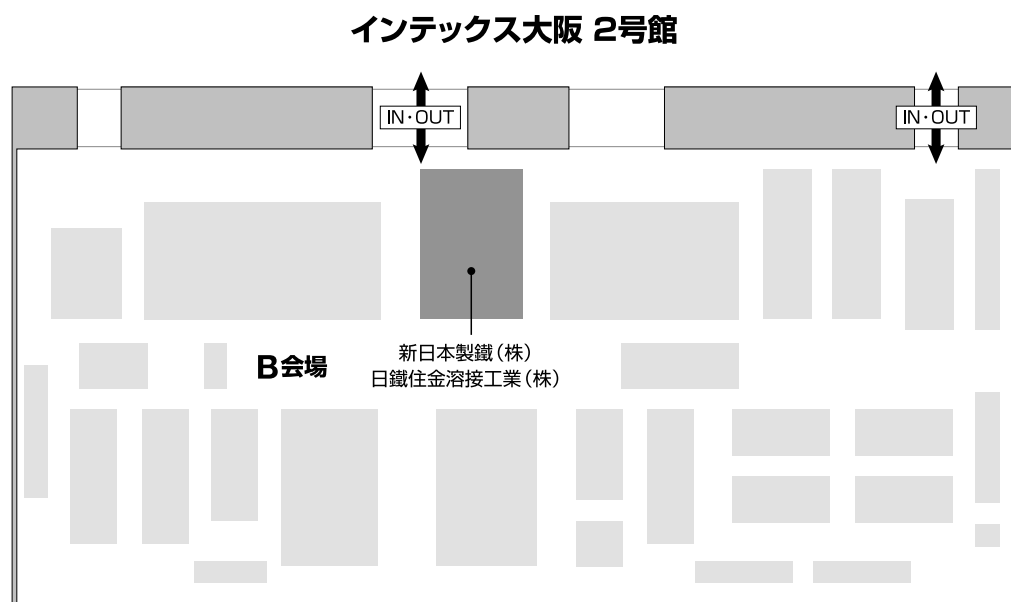 インテックス大阪 2号館
IN・OUT
IN・OUT
新日本製鐵(株)
日鐵住金溶接工業(株)
B会場